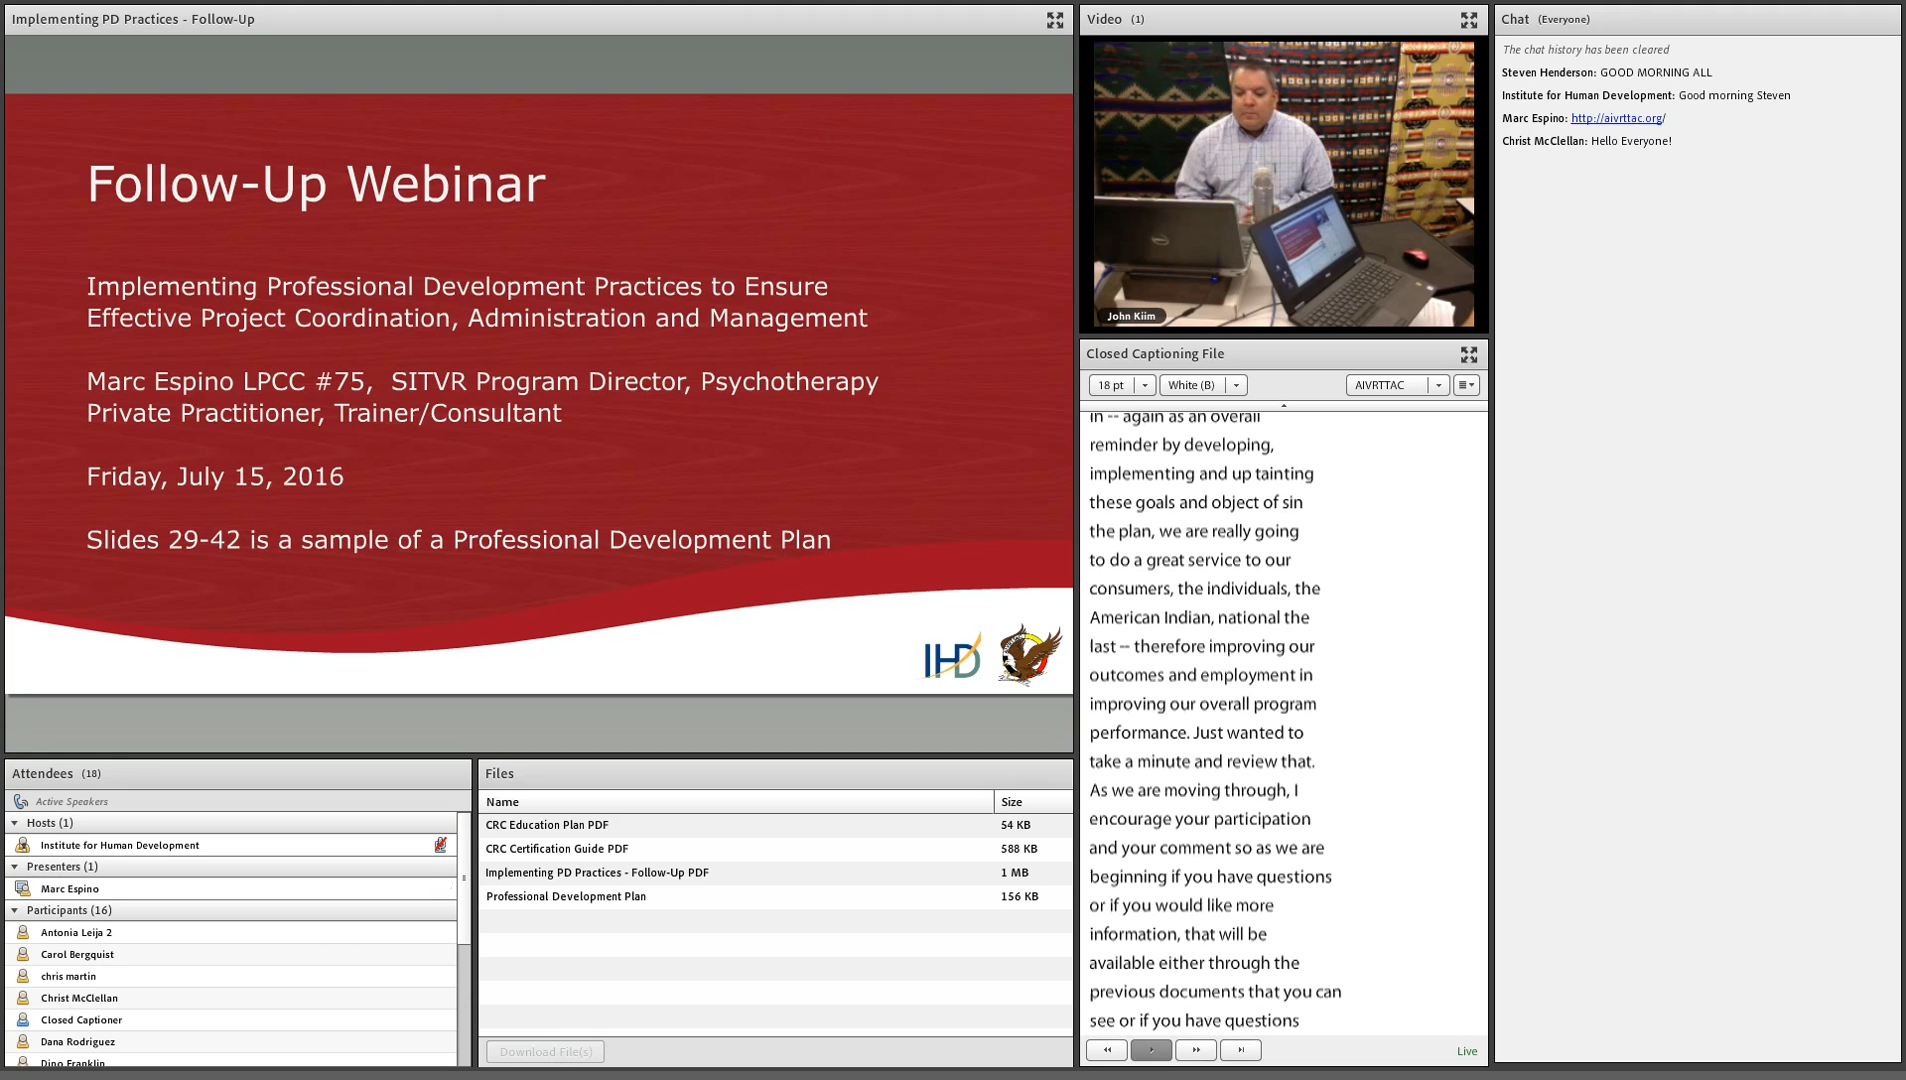 Implementing PD Practices - Follow-Up
Follow-Up Webinar
Implementing Professional Development Practices to Ensure
Effective Project Coordination, Administration and Management
Marc Espino LPCC #75,  SITVR Program Director, Psychotherapy
Private Practitioner, Trainer/Consultant
Friday, July 15, 2016
Slides 29-42 is a sample of a Professional Development Plan
IHD
Attendees (18)
Active Speakers
Hosts (1)
Institute for Human Development
Presenters (1)
Marc Espino
Participants (16)
Antonia Leija 2
Carol Bergquist
chris martin
Christ McClellan
Closed Captioner
Dana Rodriguez
Dino Franklin
Files
Name Size
CRC Education Plan PDF 54 KB
CRC Certification Guide PDF 588 KB
Implementing PD Practices - Follow-Up PDF 1 MB
Professional Development Plan 156 KB
Download File(s)
Video (1)
John Kiim
Closed Captioning File
18 pt White (B) AIVRTTAC
in -- again as an overall
reminder by developing,
implementing and up tainting
these goals and object of sin
the plan, we are really going
to do a great service to our
consumers, the individuals, the
American Indian, national the
last -- therefore improving our
outcomes and employment in
improving our overall program
performance. Just wanted to
take a minute and review that.
As we are moving through, I
encourage your participation
and your comment so as we are
beginning if you have questions
or if you would like more
information, that will be
available either through the
previous documents that you can
see or if you have questions
Live
Chat (Everyone)
The chat history has been cleared
Steven Henderson: GOOD MORNING ALL
Institute for Human Development: Good morning Steven
Marc Espino: http://aivrttac.org/
Christ McClellan: Hello Everyone!